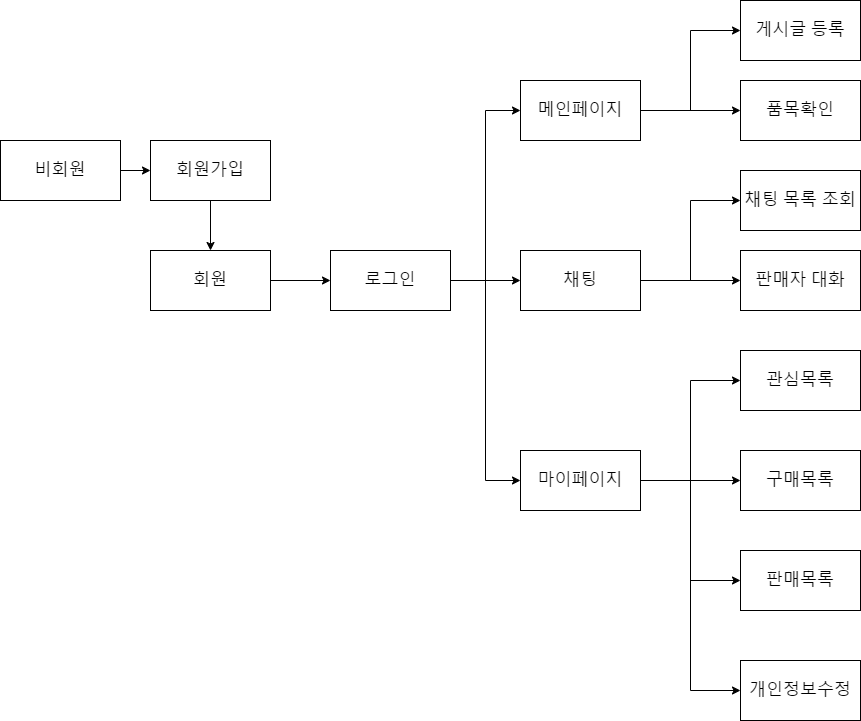 게시글 등록
메인페이지
품목확인
비회원
회원가입
채팅 목록 조회
회원
로그인
채팅
판매자 대화
관심목록
마이페이지
구매목록
판매목록
개인정보수정